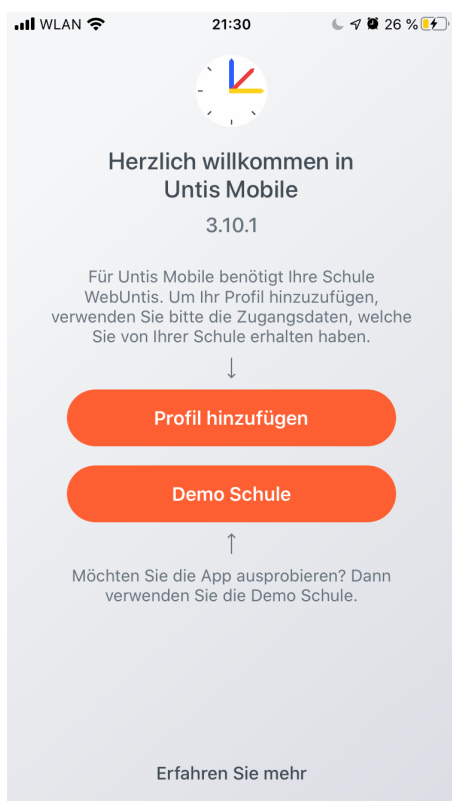 WLAN 21:30 26 %
Herzlich willkommen in
Untis Mobile
3.10.1
Für Untis Mobile benötigt Ihre Schule
WebUntis. Um Ihr Profil hinzuzufügen,
verwenden Sie bitte die Zugangsdaten, welche
Sie von Ihrer Schule erhalten haben.
↓
Profil hinzufügen
Demo Schule
↑
Möchten Sie die App ausprobieren? Dann
verwenden Sie die Demo Schule.
Erfahren Sie mehr